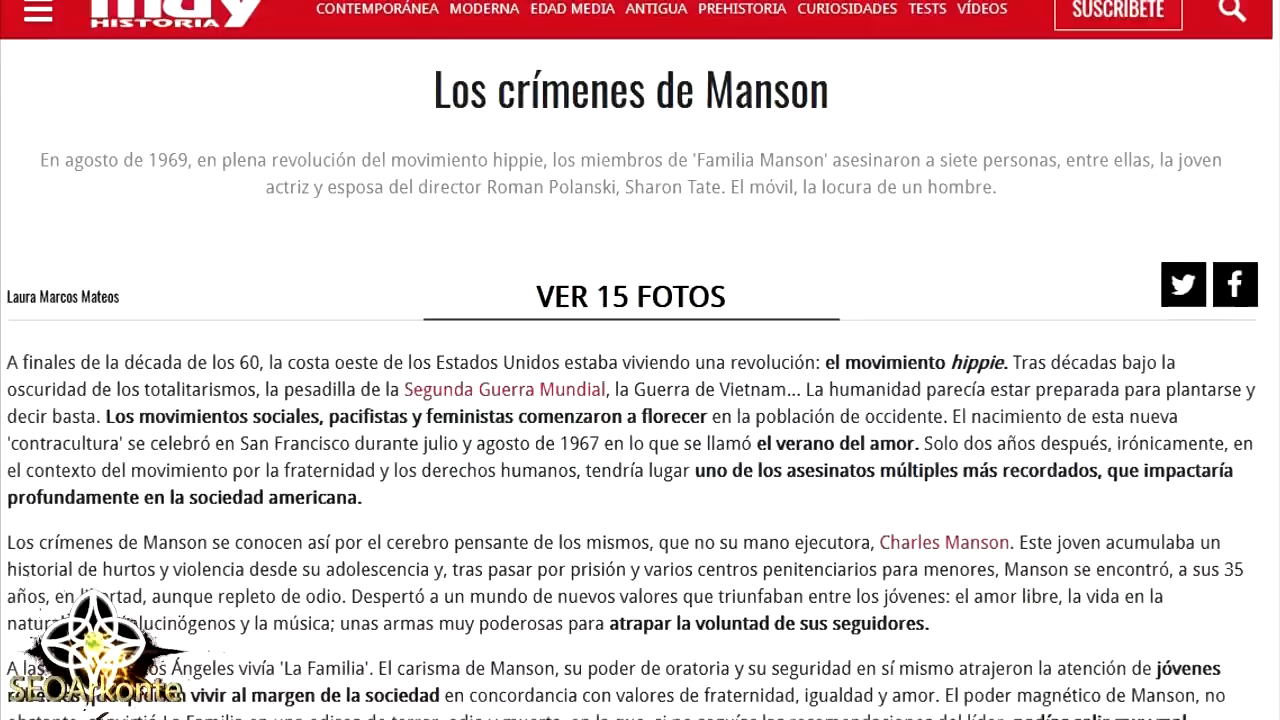 muy
HISTORIA
CONTEMPORÁNEA MODERNA EDAD MEDIA ANTIGUA PREHISTORIA CURIOSIDADES TESTS VÍDEOS
SUSCRÍBETE
Los crímenes de Manson
En agosto de 1969, en plena revolución del movimiento hippie, los miembros de 'Familia Manson' asesinaron a siete personas, entre ellas, la joven
actriz y esposa del director Roman Polanski, Sharon Tate. El móvil, la locura de un hombre.
Laura Marcos Mateos
VER 15 FOTOS
A finales de la década de los 60, la costa oeste de los Estados Unidos estaba viviendo una revolución: el movimiento hippie. Tras décadas bajo la
oscuridad de los totalitarismos, la pesadilla de la Segunda Guerra Mundial, la Guerra de Vietnam... La humanidad parecía estar preparada para plantarse y
decir basta. Los movimientos sociales, pacifistas y feministas comenzaron a florecer en la población de occidente. El nacimiento de esta nueva
'contracultura' se celebró en San Francisco durante julio y agosto de 1967 en lo que se llamó el verano del amor. Solo dos años después, irónicamente, en
el contexto del movimiento por la fraternidad y los derechos humanos, tendría lugar uno de los asesinatos múltiples más recordados, que impactaría
profundamente en la sociedad americana.
Los crímenes de Manson se conocen así por el cerebro pensante de los mismos, que no su mano ejecutora, Charles Manson. Este joven acumulaba un
historial de hurtos y violencia desde su adolescencia y, tras pasar por prisión y varios centros penitenciarios para menores, Manson se encontró, a sus 35
años, en libertad, aunque repleto de odio. Despertó a un mundo de nuevos valores que triunfaban entre los jóvenes: el amor libre, la vida en la
y la música; unas armas muy poderosas para atrapar la voluntad de sus seguidores.
Ángeles vivía 'La Familia'. El carisma de Manson, su poder de oratoria y su seguridad en sí mismo atrajeron la atención de jóvenes
vivir al margen de la sociedad en concordancia con valores de fraternidad, igualdad y amor. El poder magnético de Manson, no
SEOArkonte